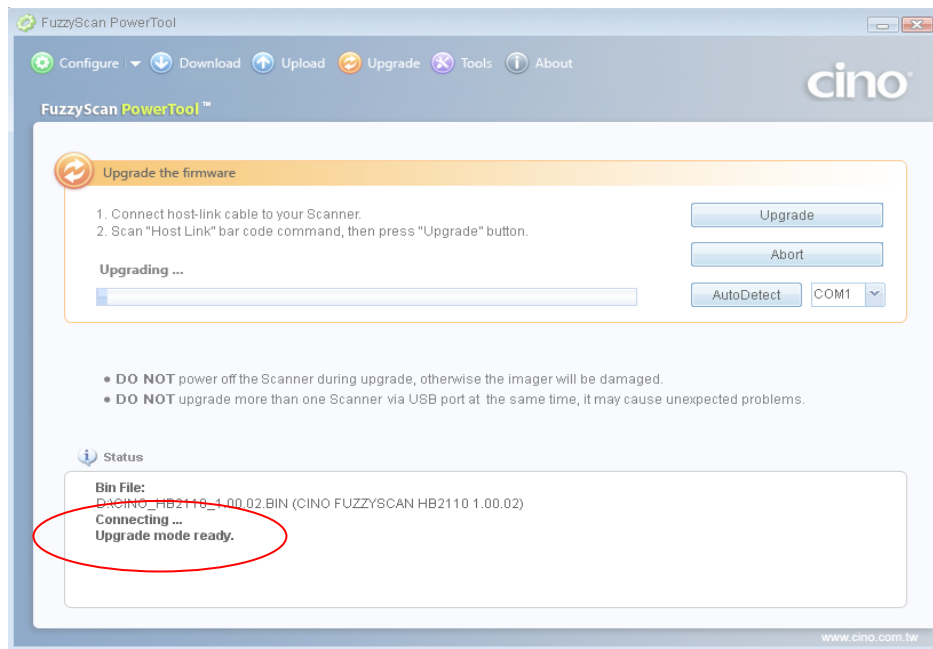 FuzzyScan PowerTool
Configure Download Upload Upgrade Tools About
cino
FuzzyScan PowerTool™
Upgrade the firmware
1. Connect host-link cable to your Scanner.
2. Scan "Host Link" bar code command, then press "Upgrade" button.
Upgrading ...
Upgrade
Abort
AutoDetect COM1
• DO NOT power off the Scanner during upgrade, otherwise the imager will be damaged.
• DO NOT upgrade more than one Scanner via USB port at the same time, it may cause unexpected problems.
Status
Bin File:
D:\CINO_HB2110_1.00.02.BIN (CINO FUZZYSCAN HB2110 1.00.02)
Connecting ...
Upgrade mode ready.
www.cino.com.tw